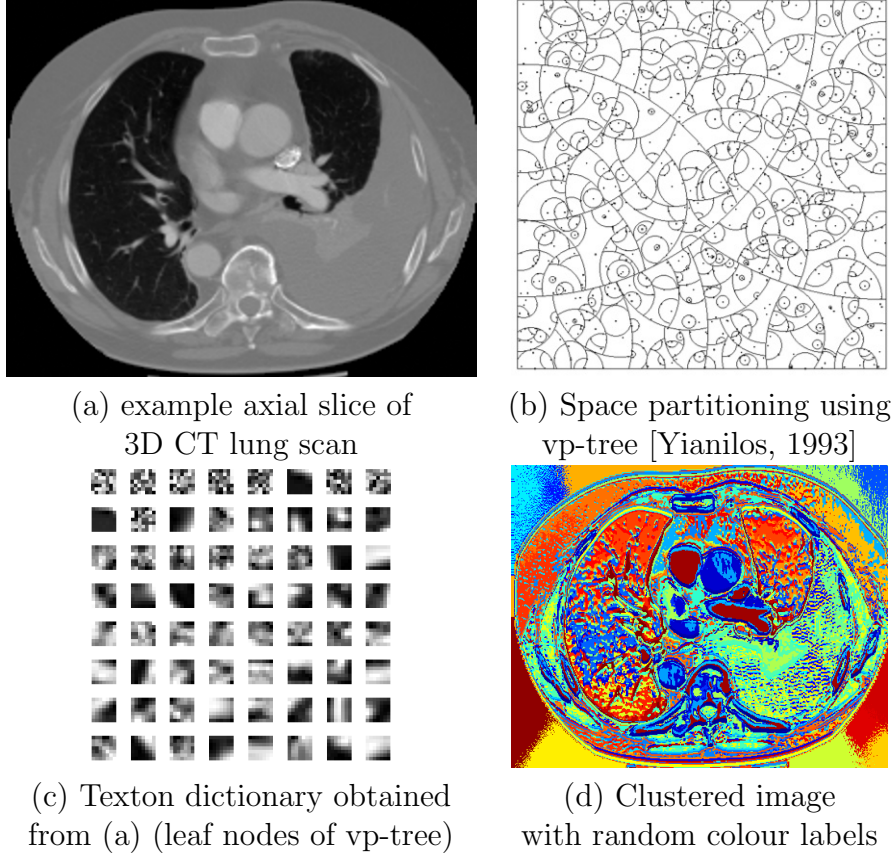 (a) example axial slice of
3D CT lung scan
(b) Space partitioning using
vp-tree [Yianilos, 1993]
(c) Texton dictionary obtained
from (a) (leaf nodes of vp-tree)
(d) Clustered image
with random colour labels